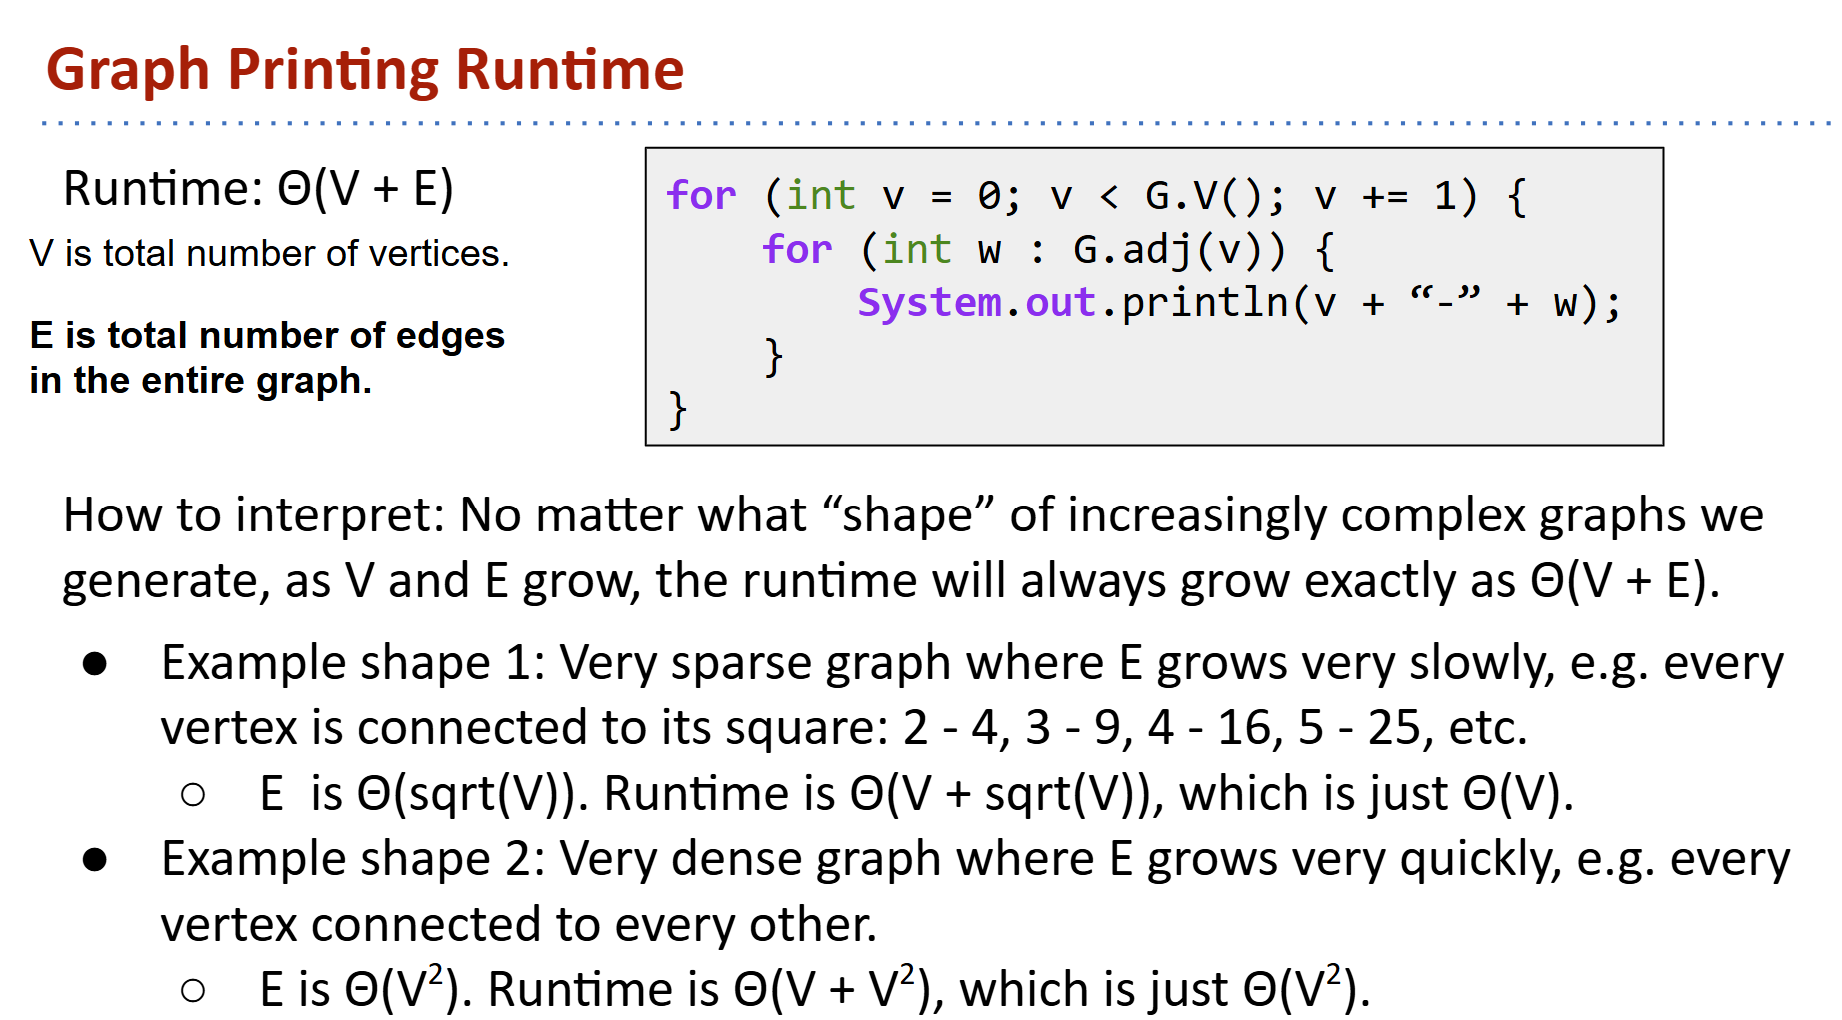 Graph Printing Runtime
Runtime: Θ(V + E)
V is total number of vertices.
E is total number of edges
in the entire graph.
for (int v = 0; v < G.V(); v += 1) {
    for (int w : G.adj(v)) {
        System.out.println(v + “-” + w);
    }
}
How to interpret: No matter what “shape” of increasingly complex graphs we
generate, as V and E grow, the runtime will always grow exactly as Θ(V + E).
● Example shape 1: Very sparse graph where E grows very slowly, e.g. every
vertex is connected to its square: 2 - 4, 3 - 9, 4 - 16, 5 - 25, etc.
○ E  is Θ(sqrt(V)). Runtime is Θ(V + sqrt(V)), which is just Θ(V).
● Example shape 2: Very dense graph where E grows very quickly, e.g. every
vertex connected to every other.
○ E is Θ(V²). Runtime is Θ(V + V²), which is just Θ(V²).